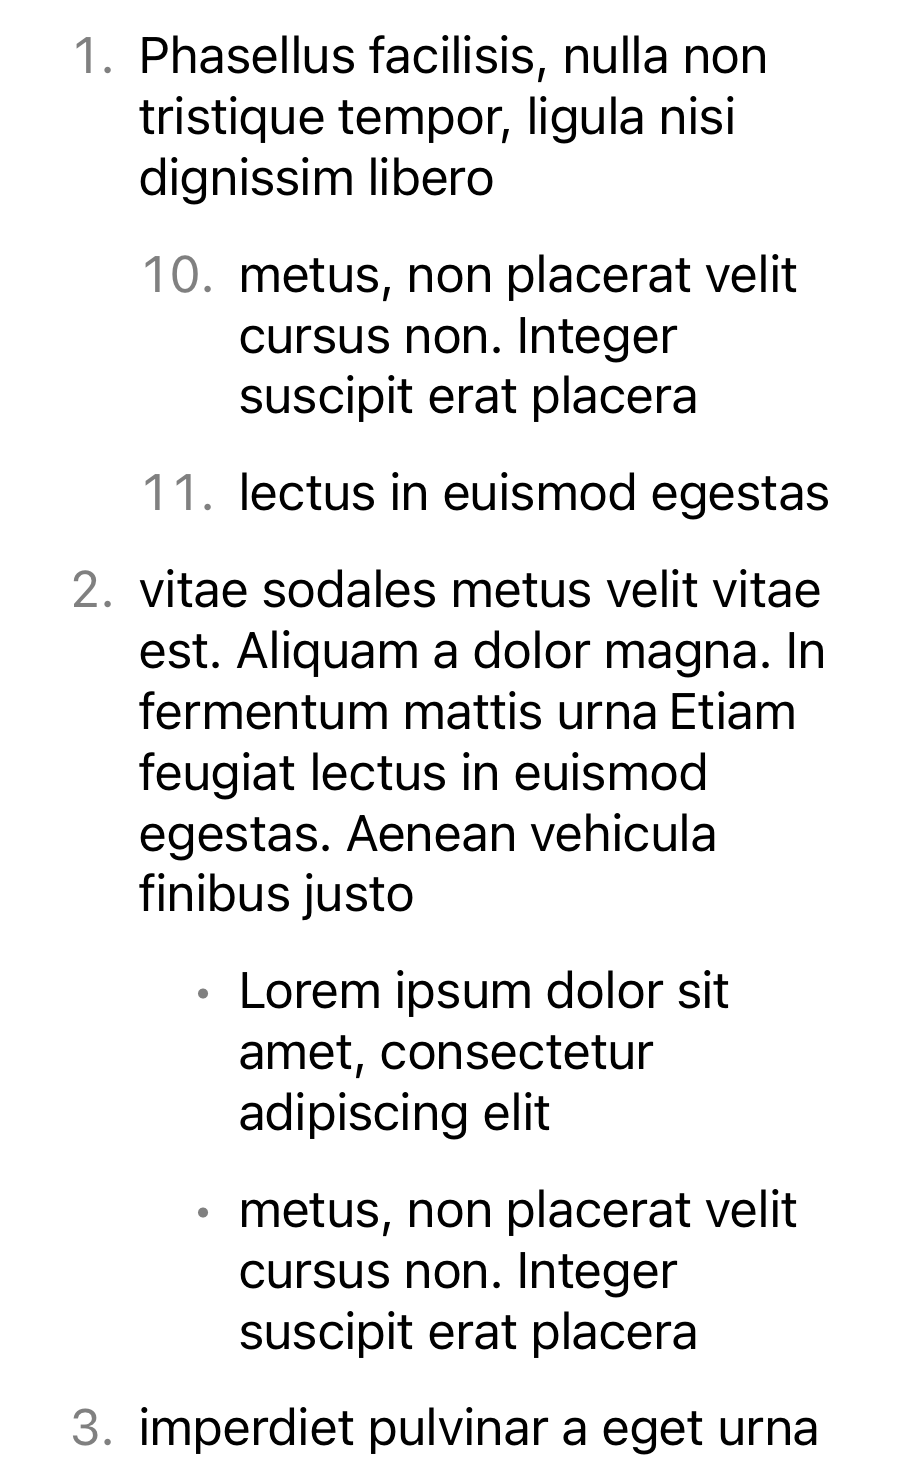 1. Phasellus facilisis, nulla non
tristique tempor, ligula nisi
dignissim libero
10. metus, non placerat velit
cursus non. Integer
suscipit erat placera
11. lectus in euismod egestas
2. vitae sodales metus velit vitae
est. Aliquam a dolor magna. In
fermentum mattis urna Etiam
feugiat lectus in euismod
egestas. Aenean vehicula
finibus justo
• Lorem ipsum dolor sit
amet, consectetur
adipiscing elit
• metus, non placerat velit
cursus non. Integer
suscipit erat placera
3. imperdiet pulvinar a eget urna